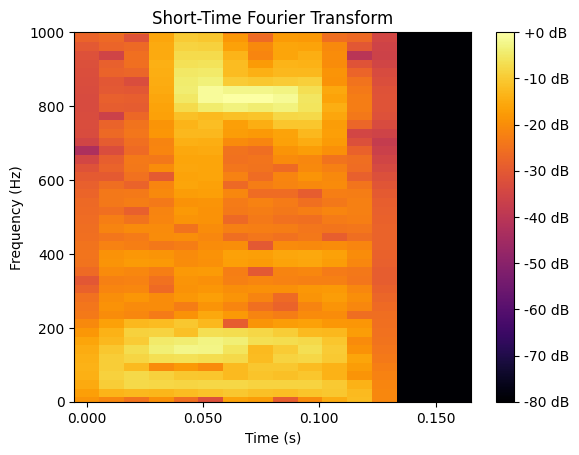 Short-Time Fourier Transform
1000
800
600
400
200
0
Frequency (Hz)
0.000
0.050
0.100
0.150
Time (s)
+0 dB
-10 dB
-20 dB
-30 dB
-40 dB
-50 dB
-60 dB
-70 dB
-80 dB